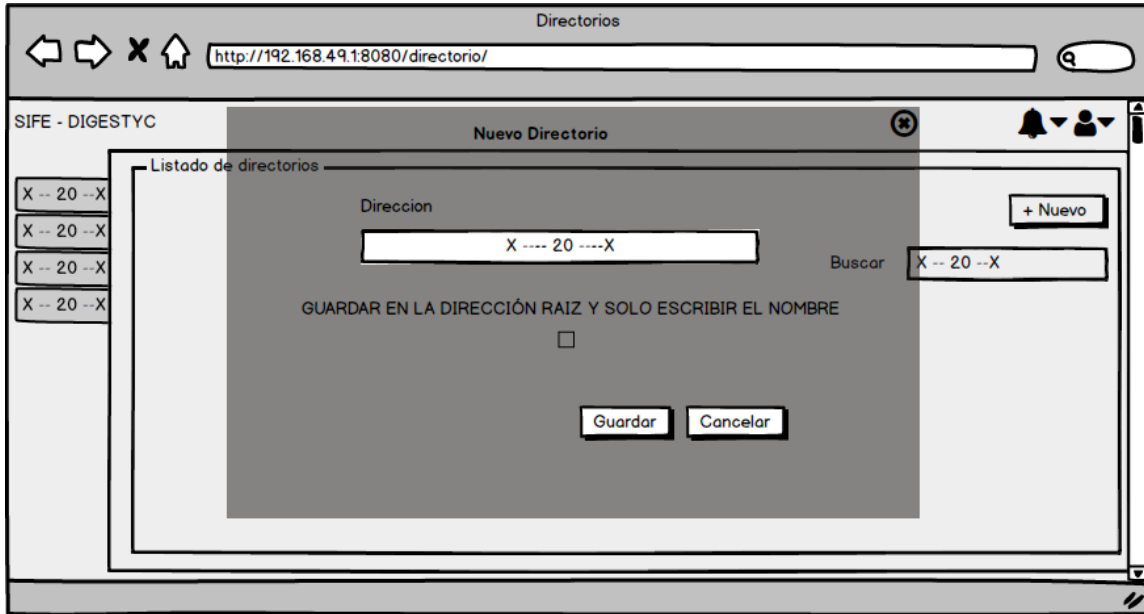 Directorios
http://192.168.49.1:8080/directorio/
SIFE - DIGESTYC
Nuevo Directorio
Listado de directorios
X -- 20 --X
X -- 20 --X
X -- 20 --X
X -- 20 --X
Direccion
X ---- 20 ----X
+ Nuevo
Buscar
X -- 20 --X
GUARDAR EN LA DIRECCIÓN RAIZ Y SOLO ESCRIBIR EL NOMBRE
Guardar
Cancelar